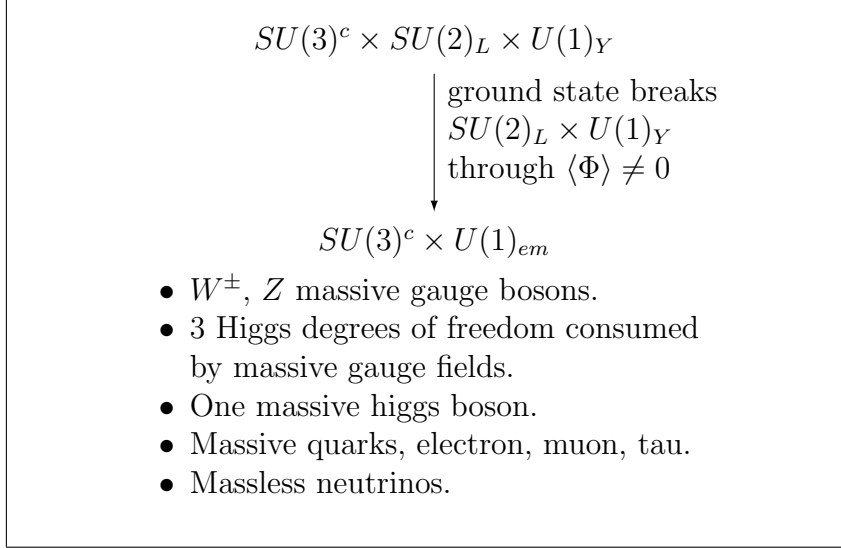 SU(3)^c × SU(2)_L × U(1)_Y
ground state breaks
SU(2)_L × U(1)_Y
through ⟨Φ⟩ ≠ 0
SU(3)^c × U(1)_{em}
• W^±, Z massive gauge bosons.
• 3 Higgs degrees of freedom consumed
by massive gauge fields.
• One massive higgs boson.
• Massive quarks, electron, muon, tau.
• Massless neutrinos.